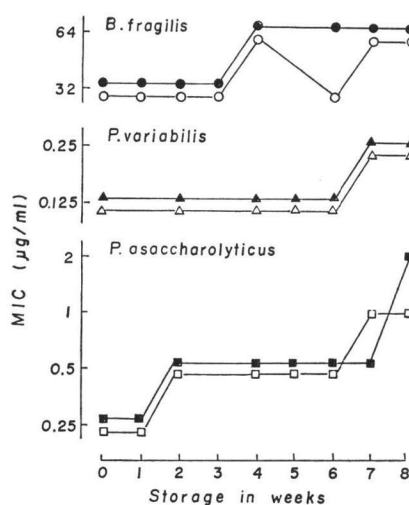 B. fragilis
64
32
P. variabilis
0.25
0.125
P. asaccharolyticus
2
1
0.5
0.25
MIC (µg/ml)
0 1 2 3 4 5 6 7 8
Storage in weeks